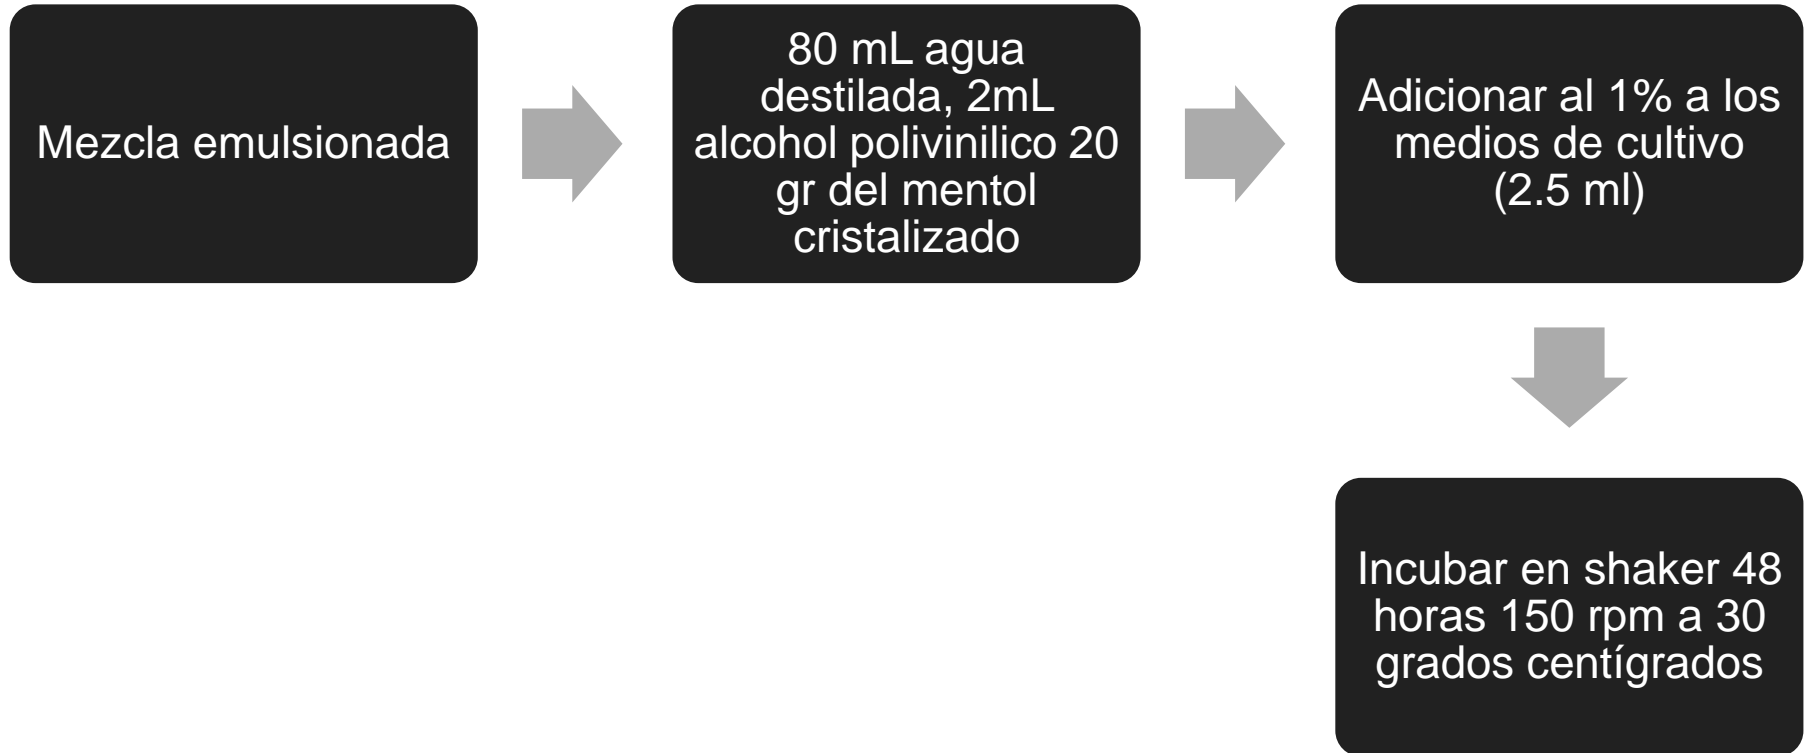 Mezcla emulsionada
80 mL agua
destilada, 2mL
alcohol polivinilico 20
gr del mentol
cristalizado
Adicionar al 1% a los
medios de cultivo
(2.5 ml)
Incubar en shaker 48
horas 150 rpm a 30
grados centígrados